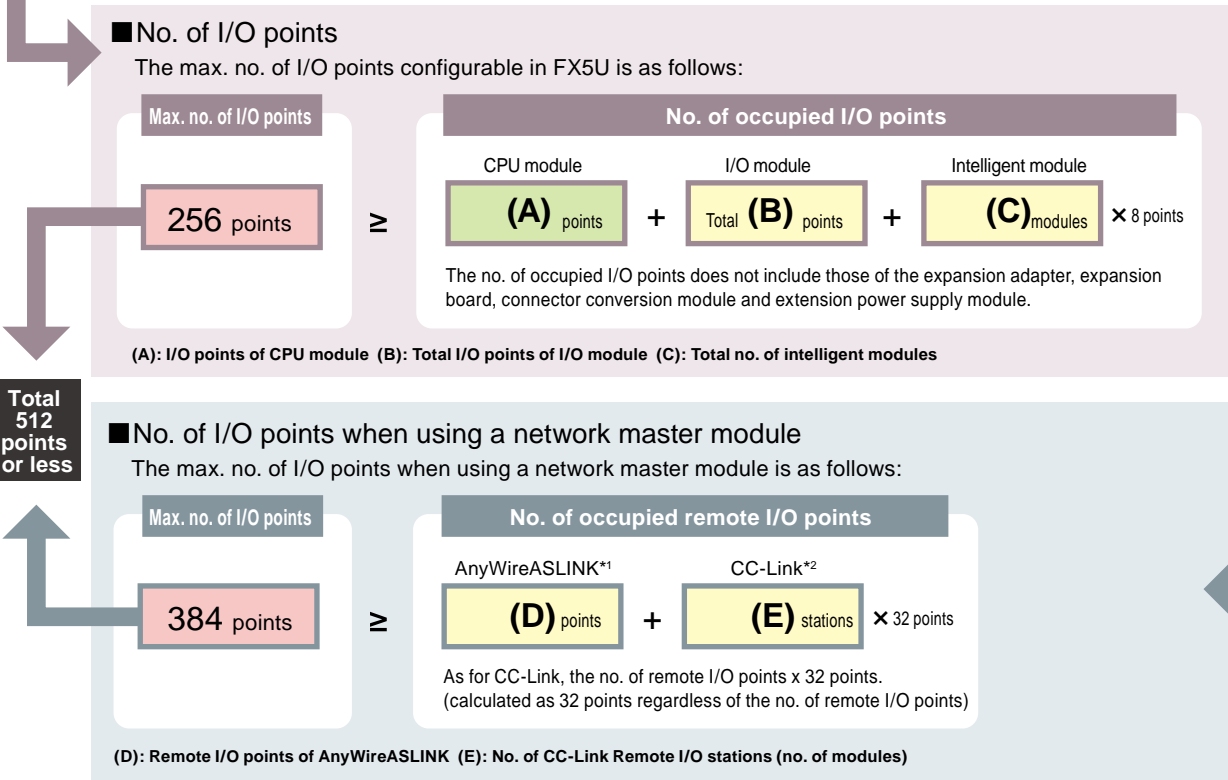 ■No. of I/O points
The max. no. of I/O points configurable in FX5U is as follows:
Max. no. of I/O points
No. of occupied I/O points
CPU module
I/O module
Intelligent module
256 points
≥
(A) points
+
Total (B) points
+
(C) modules
× 8 points
The no. of occupied I/O points does not include those of the expansion adapter, expansion
board, connector conversion module and extension power supply module.
(A): I/O points of CPU module (B): Total I/O points of I/O module (C): Total no. of intelligent modules
Total
512
points
or less
■No. of I/O points when using a network master module
The max. no. of I/O points when using a network master module is as follows:
Max. no. of I/O points
No. of occupied remote I/O points
AnyWireASLINK*1
CC-Link*2
384 points
≥
(D) points
+
(E) stations
× 32 points
As for CC-Link, the no. of remote I/O points x 32 points.
(calculated as 32 points regardless of the no. of remote I/O points)
(D): Remote I/O points of AnyWireASLINK (E): No. of CC-Link Remote I/O stations (no. of modules)